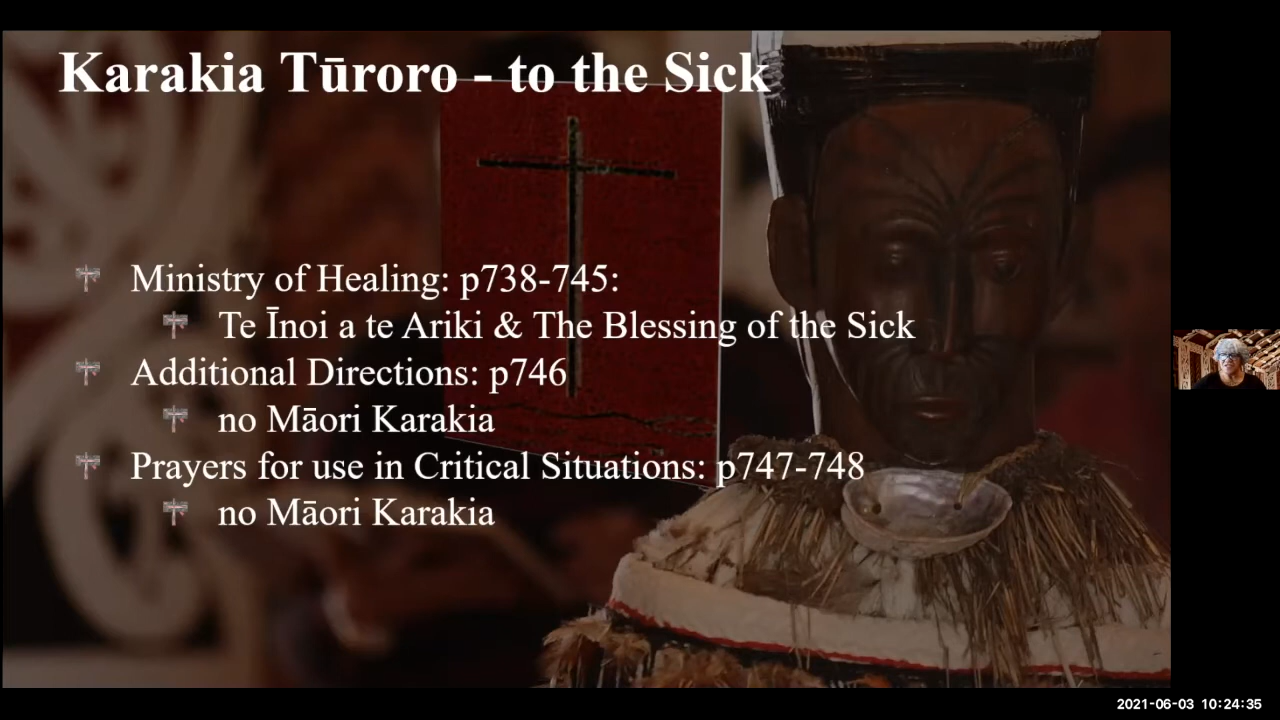 Karakia Tūroro - to the Sick
Ministry of Healing: p738-745:
Te Īnoi a te Ariki & The Blessing of the Sick
Additional Directions: p746
no Māori Karakia
Prayers for use in Critical Situations: p747-748
no Māori Karakia
2021-06-03 10:24:35